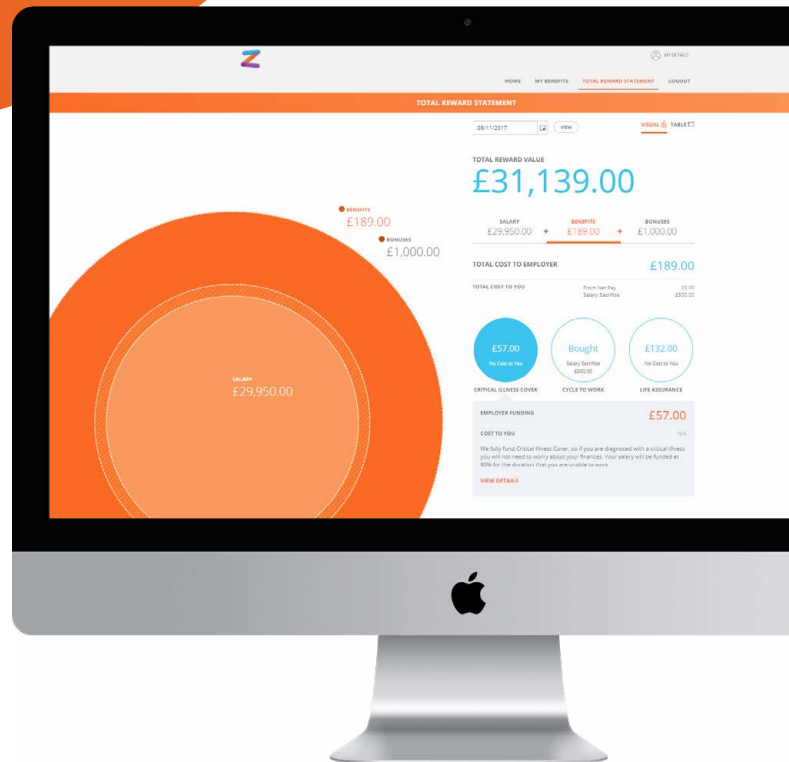 Z
MY DETAILS
HOME MY BENEFITS TOTAL REWARD STATEMENT LOGOUT
TOTAL REWARD STATEMENT
08/11/2017 VIEW VISUAL TABLE
TOTAL REWARD VALUE
£31,139.00
BENEFITS
£189.00
BONUSES
£1,000.00
SALARY BENEFITS BONUSES
£29,950.00 + £189.00 + £1,000.00
TOTAL COST TO EMPLOYER £189.00
TOTAL COST TO YOU From Net Pay £0.00
Salary Sacrifice £300.00
£57.00 Bought £132.00
No Cost to You Salary Sacrifice No Cost to You
£300.00
SALARY
£29,950.00
CRITICAL ILLNESS COVER CYCLE TO WORK LIFE ASSURANCE
EMPLOYER FUNDING £57.00
COST TO YOU N/A
We fully fund Critical Illness Cover, so if you are diagnosed with a critical illness
you will not need to worry about your finances. Your salary will be funded at
80% for the duration that you are unable to work
VIEW DETAILS